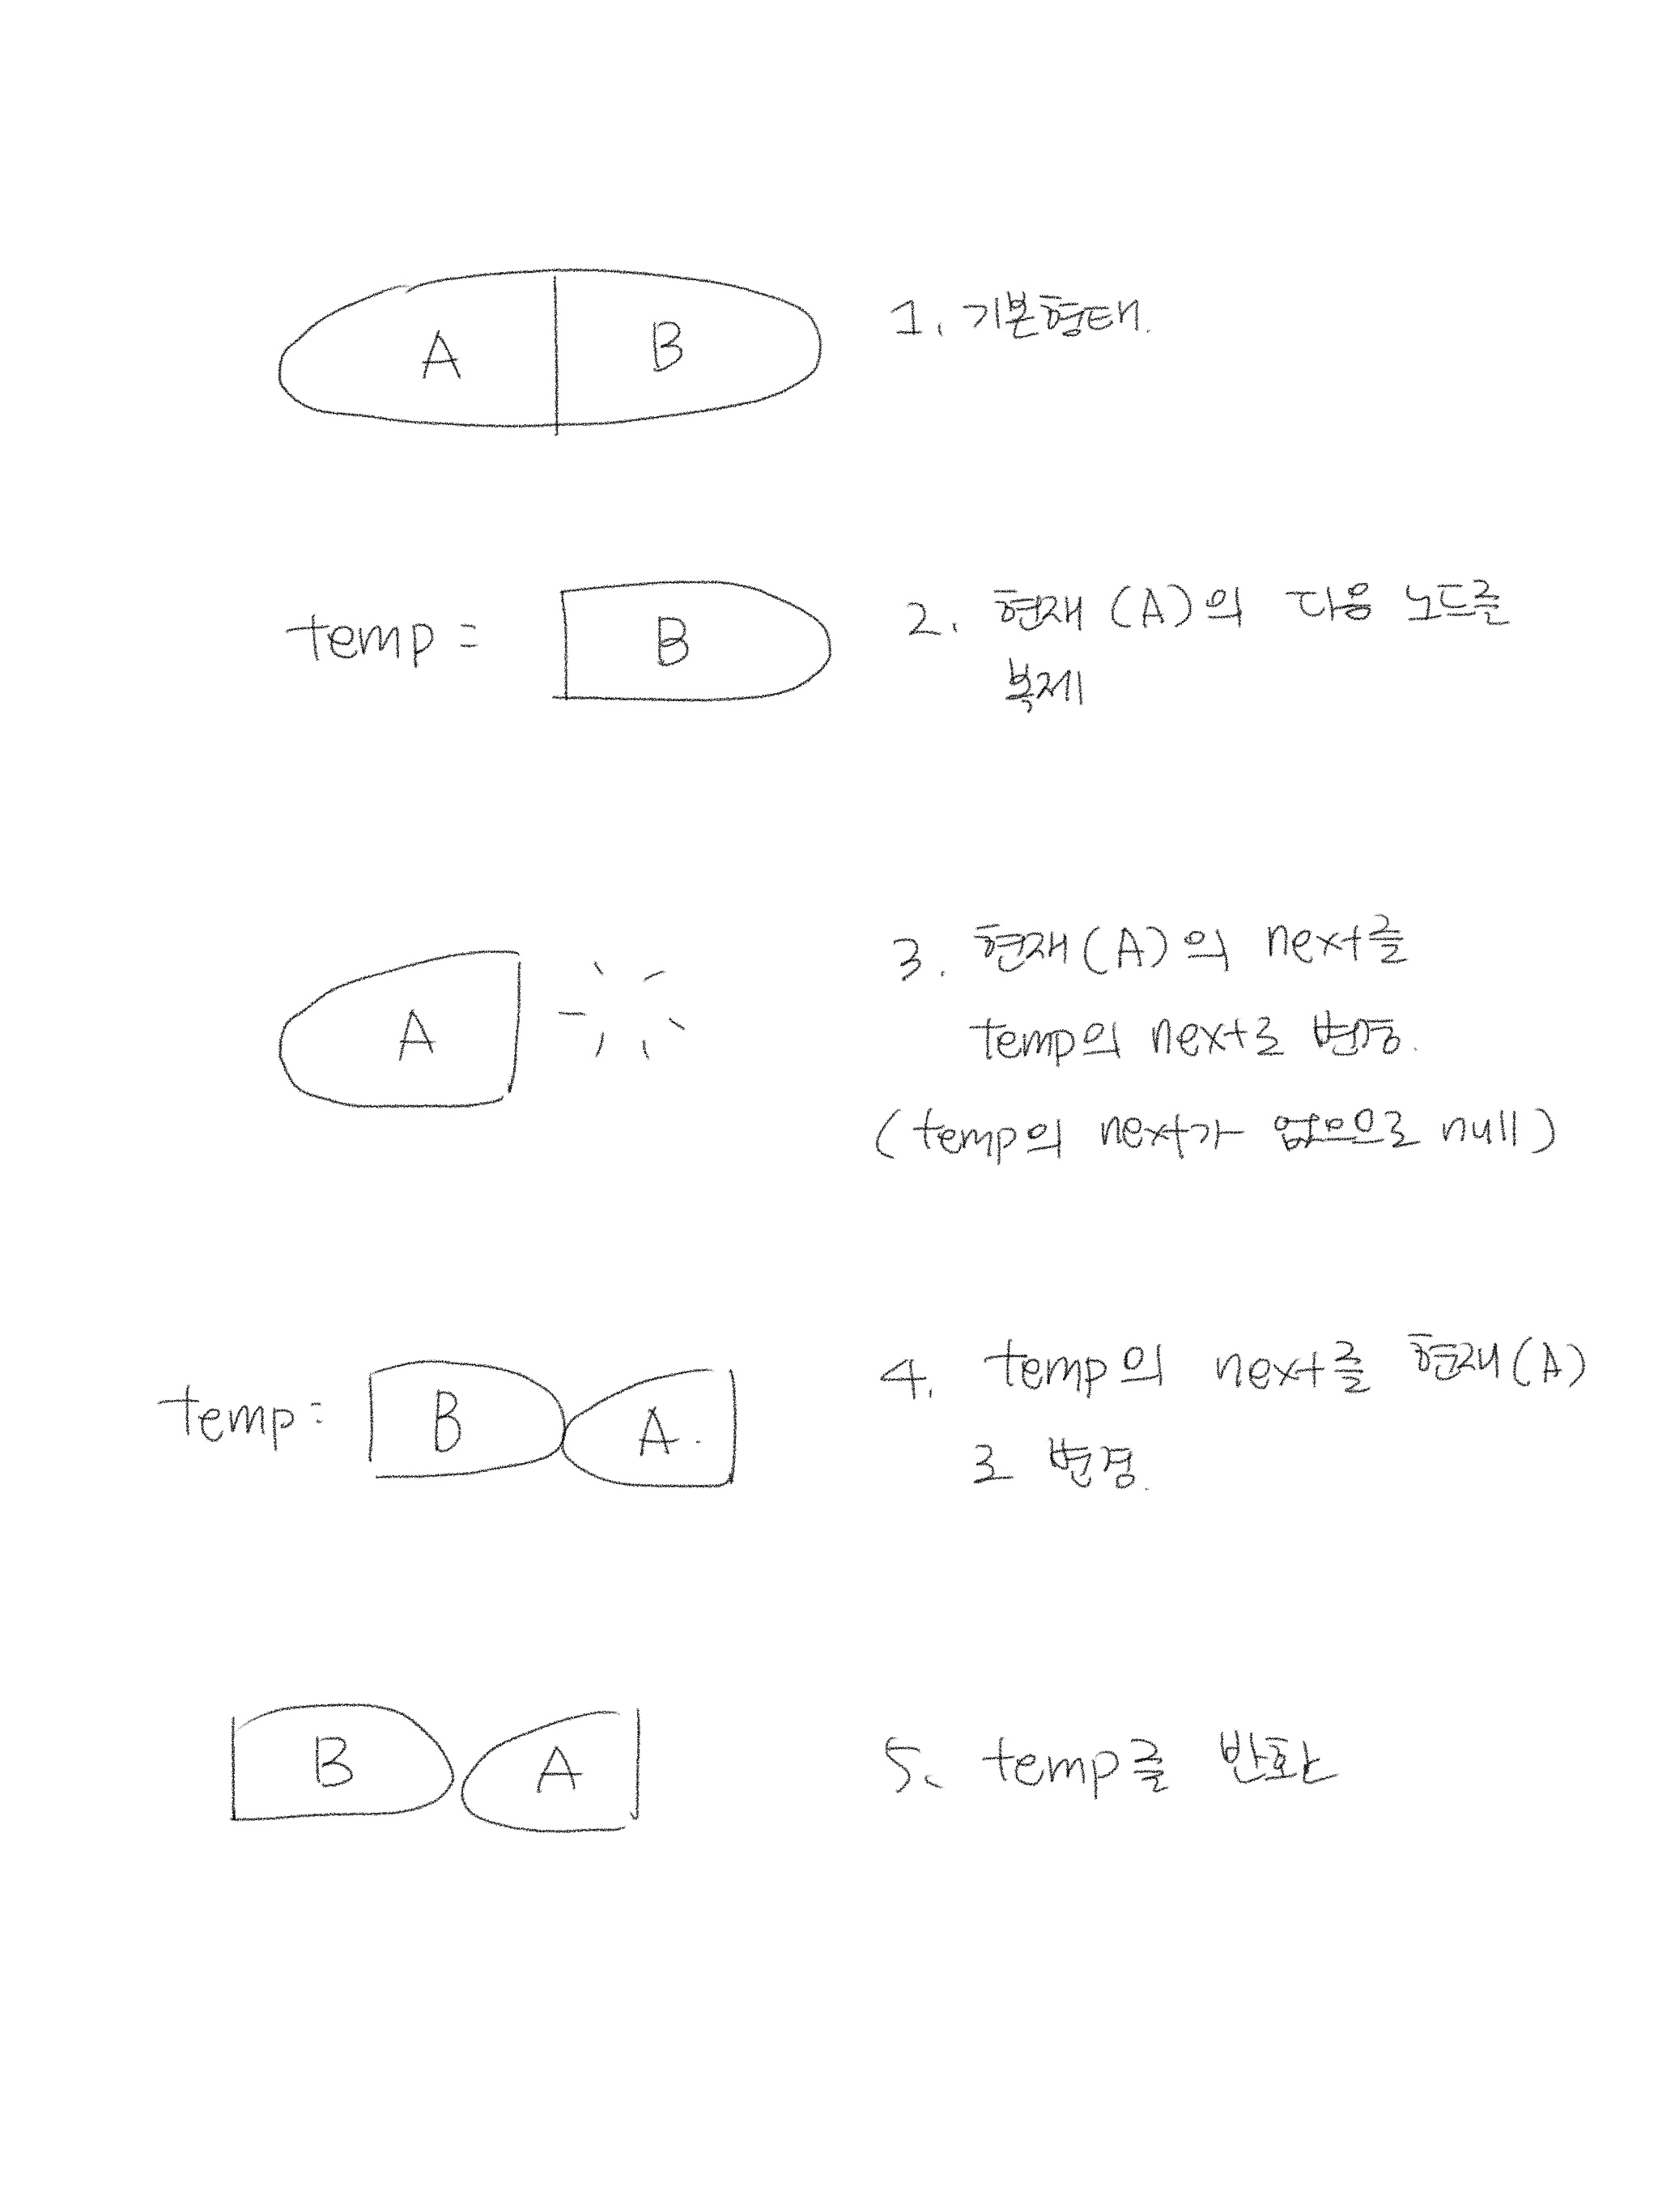 A B 1. 기본형태.
temp = B 2. 현재 (A)의 다음 노드를
복제
A 3. 현재(A)의 next를
temp의 next로 변경.
(temp의 next가 없으므로 null)
temp = B A. 4. temp의 next를 현재(A)
로 변경.
B A 5. temp를 반환